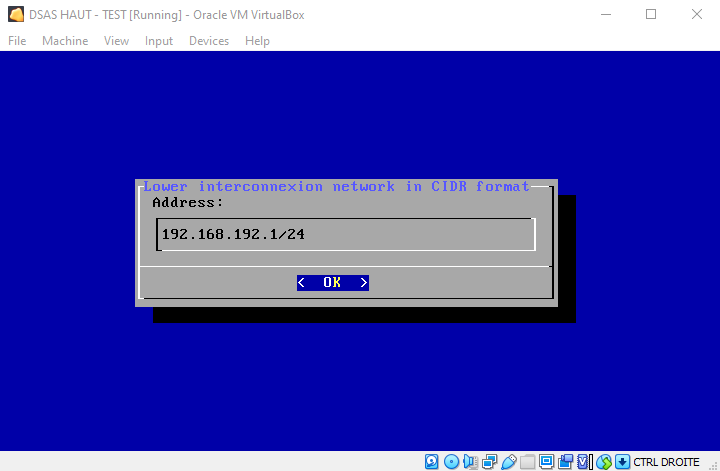 DSAS HAUT - TEST [Running] - Oracle VM VirtualBox
File Machine View Input Devices Help
Lower interconnexion network in CIDR format
Address:
192.168.192.1/24
< OK >
CTRL DROITE